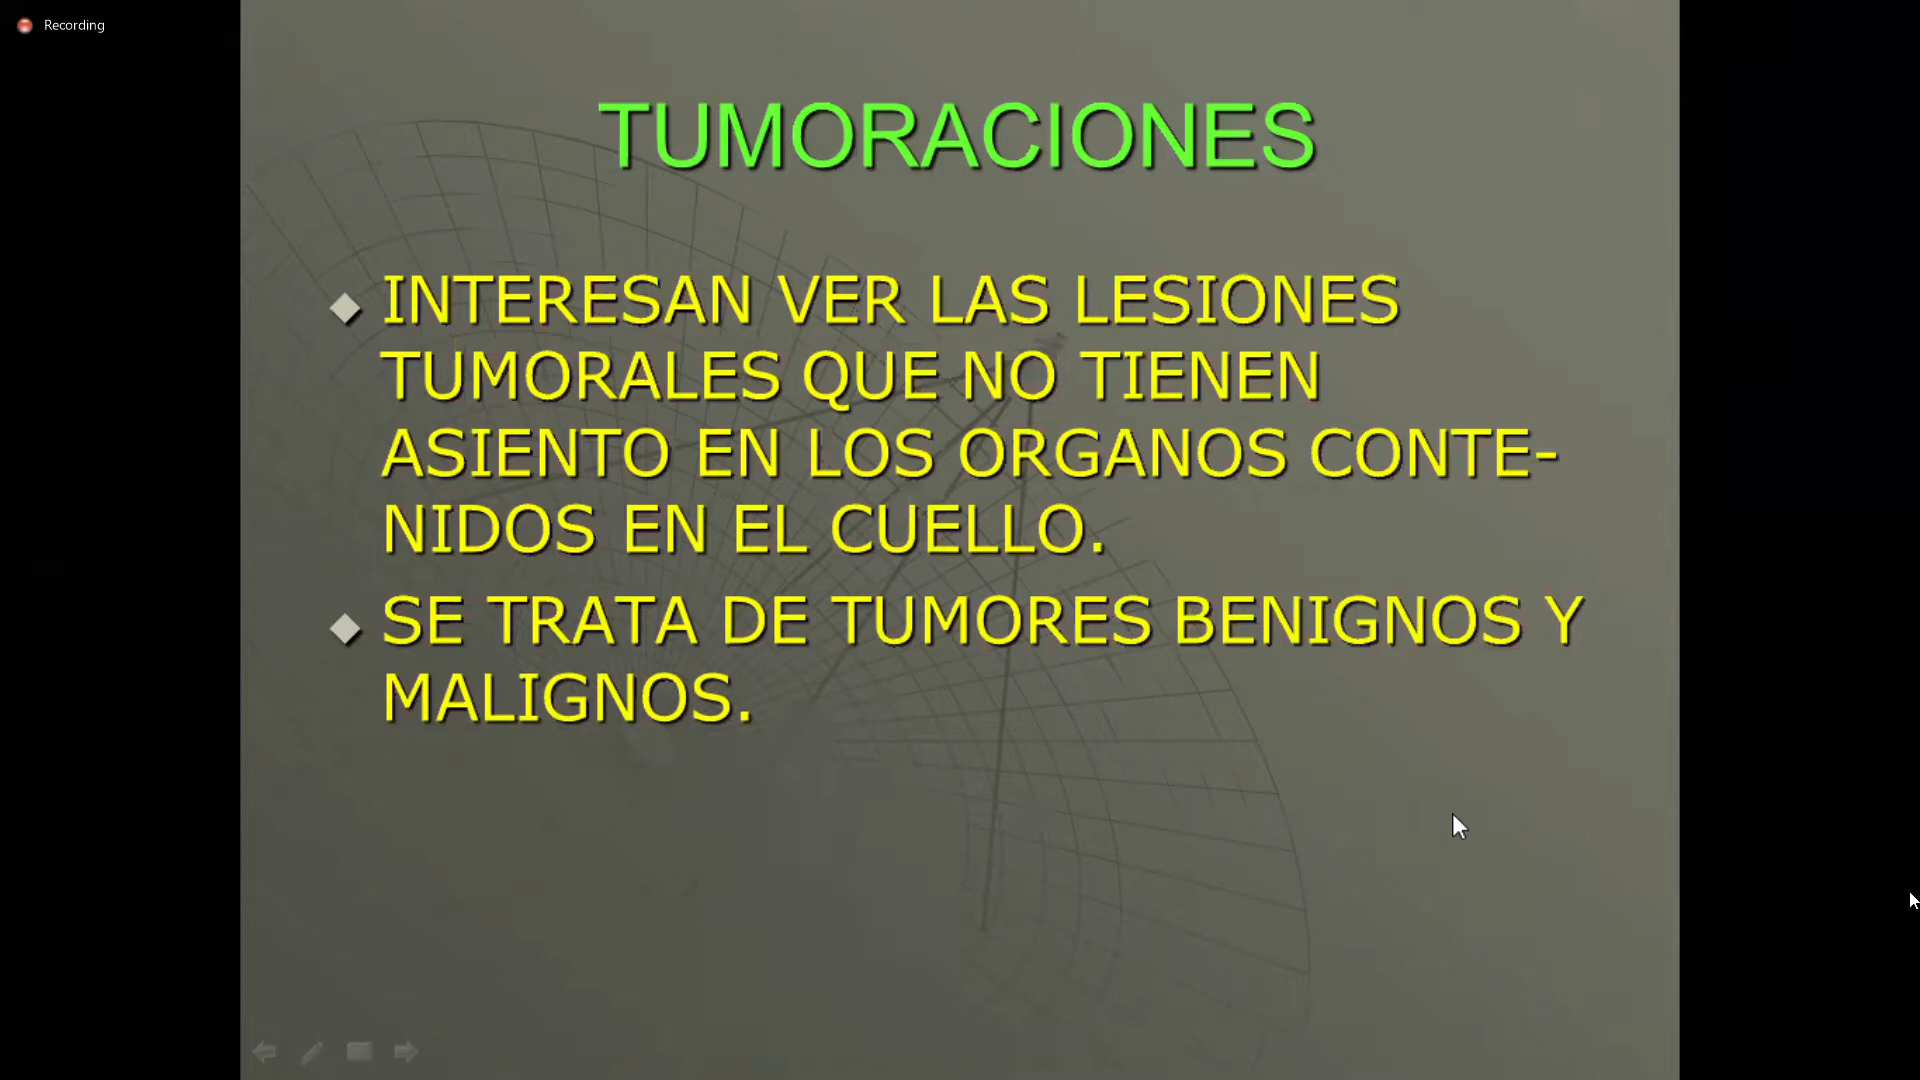 Recording
TUMORACIONES
INTERESAN VER LAS LESIONES
TUMORALES QUE NO TIENEN
ASIENTO EN LOS ORGANOS CONTE-
NIDOS EN EL CUELLO.
SE TRATA DE TUMORES BENIGNOS Y
MALIGNOS.